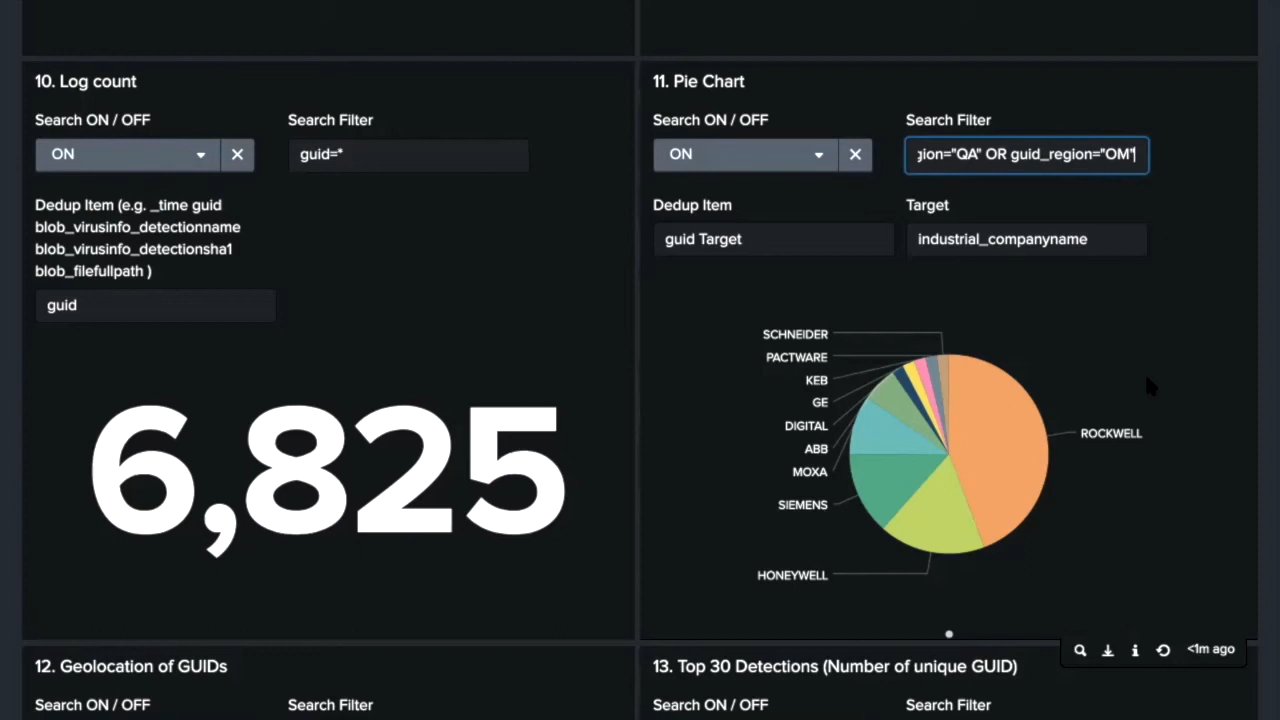 10. Log count
Search ON / OFF
Search Filter
ON
guid=*
Dedup Item (e.g. _time guid
blob_virusinfo_detectionname
blob_virusinfo_detectionsha1
blob_filefullpath )
guid
6,825
11. Pie Chart
Search ON / OFF
Search Filter
ON
gion="QA" OR guid_region="OM"
Dedup Item
Target
guid Target
industrial_companyname
SCHNEIDER
PACTWARE
KEB
GE
DIGITAL
ABB
MOXA
SIEMENS
HONEYWELL
ROCKWELL
<1m ago
12. Geolocation of GUIDs
Search ON / OFF
Search Filter
13. Top 30 Detections (Number of unique GUID)
Search ON / OFF
Search Filter